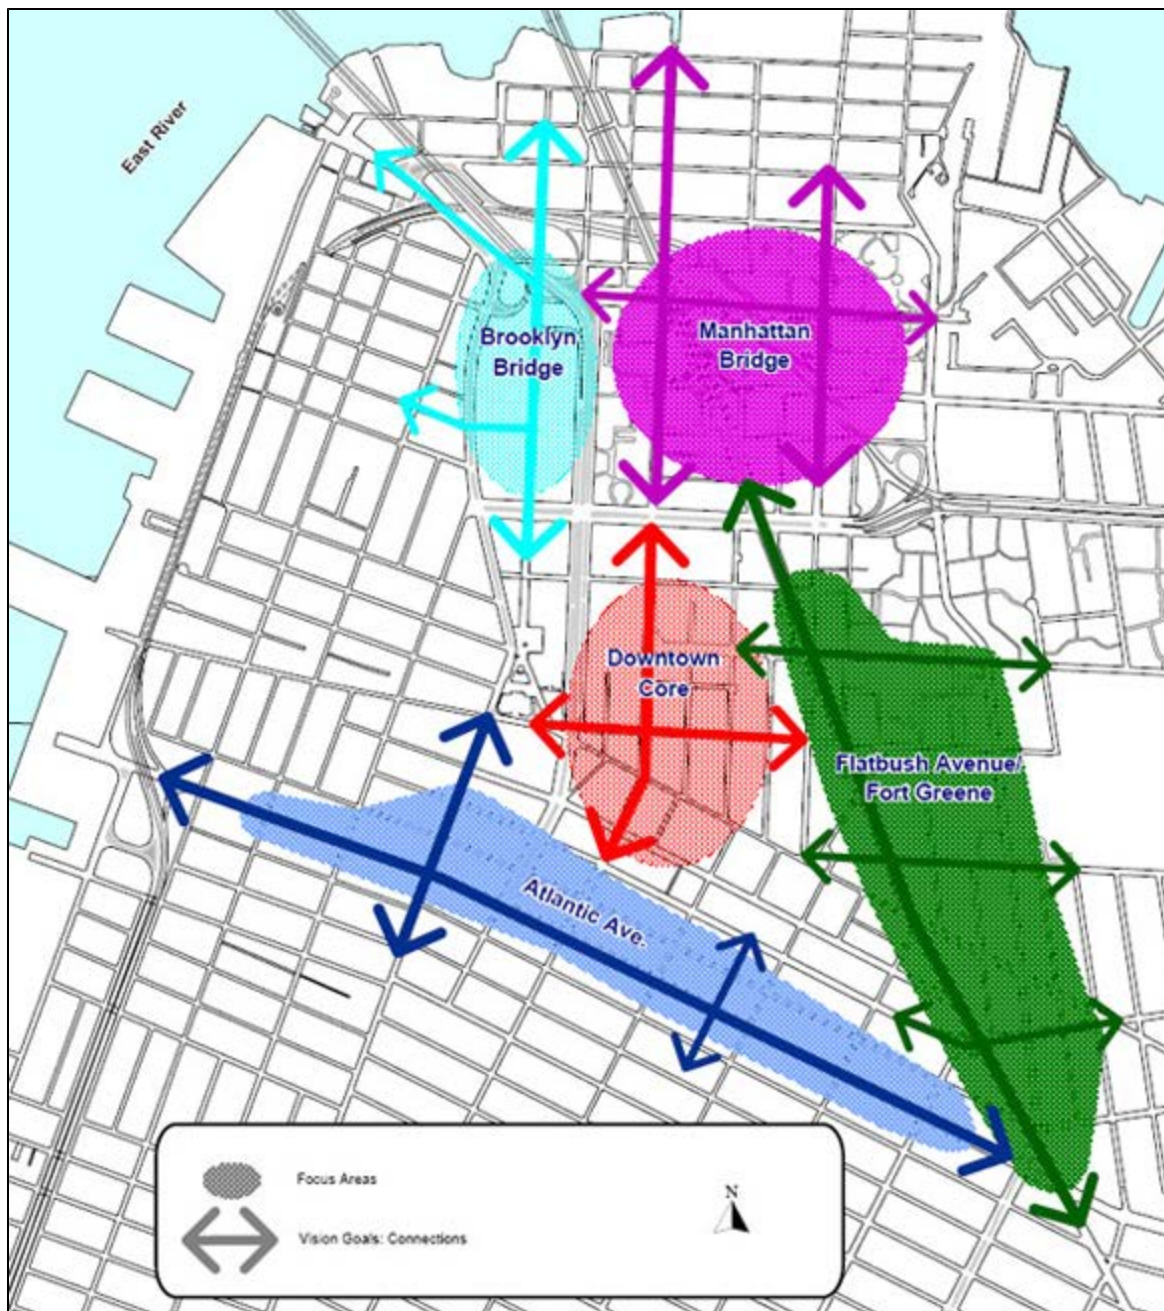 East River
Brooklyn
Bridge
Manhattan
Bridge
Downtown
Core
Flatbush Avenue/
Fort Greene
Atlantic Ave.
Focus Areas
N
Vision Goals: Connections